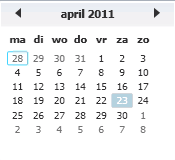 april 2011
ma di wo do vr za zo
28 29 30 31 1 2 3
4 5 6 7 8 9 10
11 12 13 14 15 16 17
18 19 20 21 22 23 24
25 26 27 28 29 30 1
2 3 4 5 6 7 8